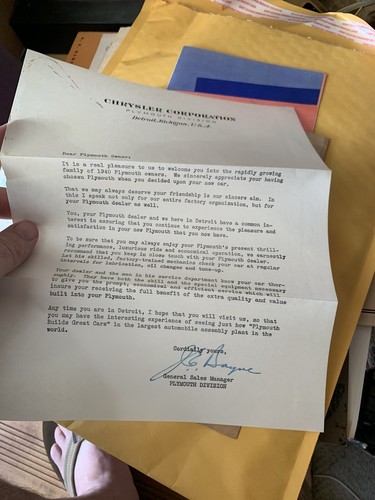 CHRYSLER CORPORATION
PLYMOUTH DIVISION
Detroit, Michigan, U.S.A.
Dear Plymouth Owner:
It is a real pleasure to us to welcome you into the rapidly growing
family of 1940 Plymouth owners. We sincerely appreciate your having
chosen Plymouth when you decided upon your new car.
That we may always deserve your friendship is our sincere aim. In
this I speak not only for our entire factory organization, but for
your Plymouth dealer as well.
You, your Plymouth dealer and we here in Detroit have a common in-
terest in assuring that you continue to experience the pleasure and
satisfaction in your new Plymouth that you now have.
To be sure that you may always enjoy your Plymouth's present thrill-
ing performance, luxurious ride and economical operation, we earnestly
recommend that you keep in close touch with your Plymouth dealer.
Let his skilled, factory-trained mechanics check your car at regular
intervals for lubrication, oil changes and tune-up.
Your dealer and the men in his service department know your car thor-
oughly. They have both the skill and the special equipment necessary
to give you the prompt, economical and efficient service which will
insure your receiving the full benefit of the extra quality and value
built into your Plymouth.
Any time you are in Detroit, I hope that you will visit us, so that
you may have the interesting experience of seeing just how "Plymouth
Builds Great Cars" in the largest automobile assembly plant in the
world.
Cordially yours,
General Sales Manager
PLYMOUTH DIVISION